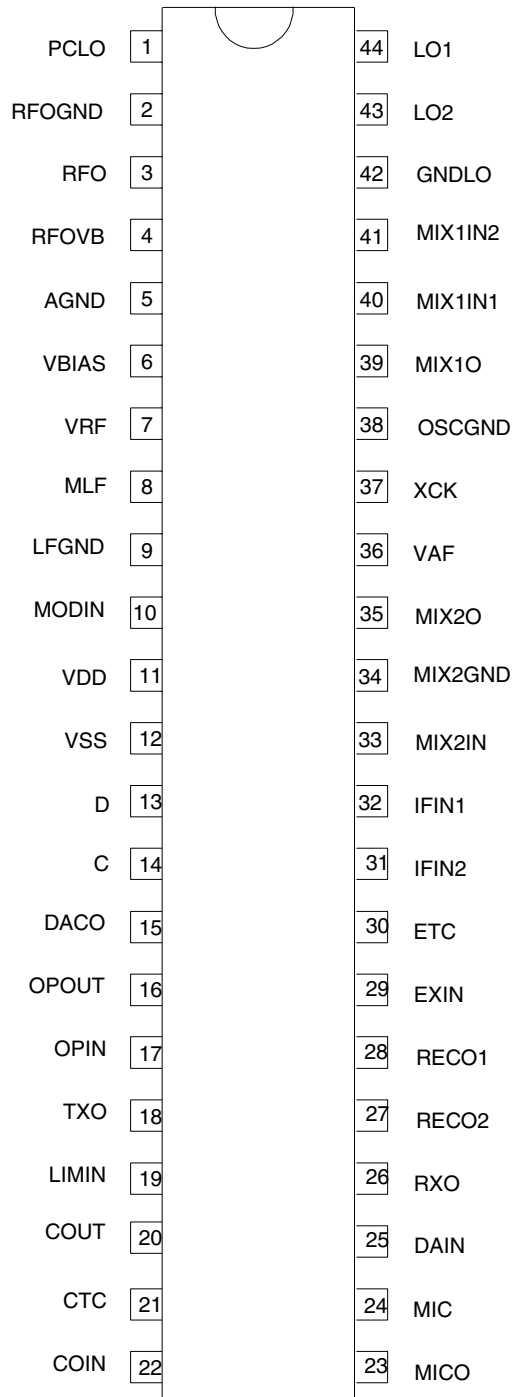 PCLO 1 44 LO1
RFOGND 2 43 LO2
RFO 3 42 GNDLO
RFOVB 4 41 MIX1IN2
AGND 5 40 MIX1IN1
VBIAS 6 39 MIX1O
VRF 7 38 OSCGND
MLF 8 37 XCK
LFGND 9 36 VAF
MODIN 10 35 MIX2O
VDD 11 34 MIX2GND
VSS 12 33 MIX2IN
D 13 32 IFIN1
C 14 31 IFIN2
DACO 15 30 ETC
OPOUT 16 29 EXIN
OPIN 17 28 RECO1
TXO 18 27 RECO2
LIMIN 19 26 RXO
COUT 20 25 DAIN
CTC 21 24 MIC
COIN 22 23 MICO